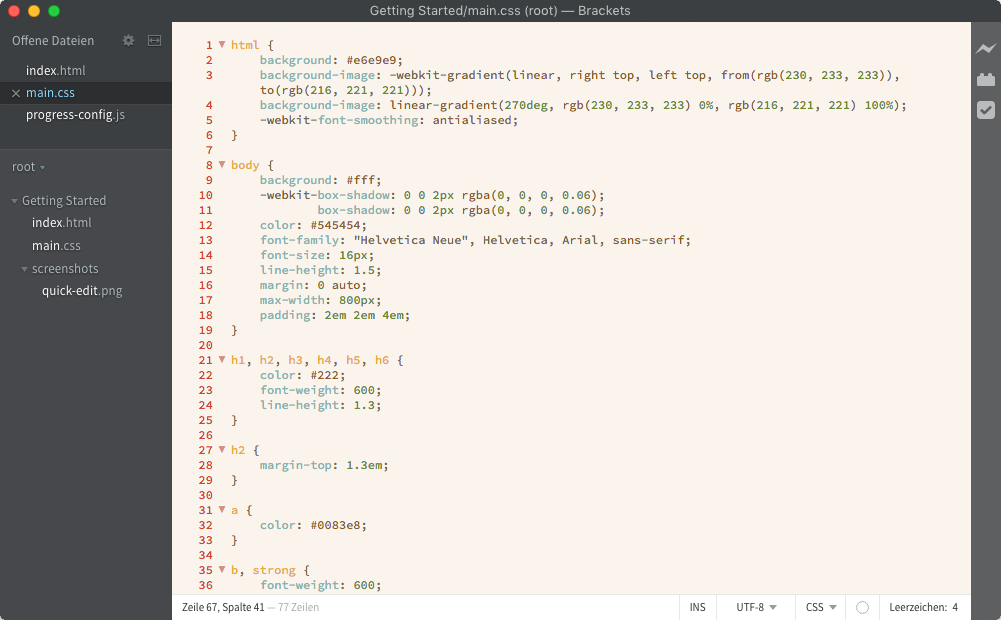 Getting Started/main.css (root) — Brackets
Offene Dateien
index.html
main.css
progress-config.js
root
Getting Started
index.html
main.css
screenshots
quick-edit.png
1 html {
2     background: #e6e9e9;
3     background-image: -webkit-gradient(linear, right top, left top, from(rgb(230, 233, 233)),
to(rgb(216, 221, 221)));
4     background-image: linear-gradient(270deg, rgb(230, 233, 233) 0%, rgb(216, 221, 221) 100%);
5     -webkit-font-smoothing: antialiased;
6 }
7
8 body {
9     background: #fff;
10     -webkit-box-shadow: 0 0 2px rgba(0, 0, 0, 0.06);
11             box-shadow: 0 0 2px rgba(0, 0, 0, 0.06);
12     color: #545454;
13     font-family: "Helvetica Neue", Helvetica, Arial, sans-serif;
14     font-size: 16px;
15     line-height: 1.5;
16     margin: 0 auto;
17     max-width: 800px;
18     padding: 2em 2em 4em;
19 }
20
21 h1, h2, h3, h4, h5, h6 {
22     color: #222;
23     font-weight: 600;
24     line-height: 1.3;
25 }
26
27 h2 {
28     margin-top: 1.3em;
29 }
30
31 a {
32     color: #0083e8;
33 }
34
35 b, strong {
36     font-weight: 600;
Zeile 67, Spalte 41 — 77 Zeilen
INS
UTF-8
CSS
Leerzeichen: 4